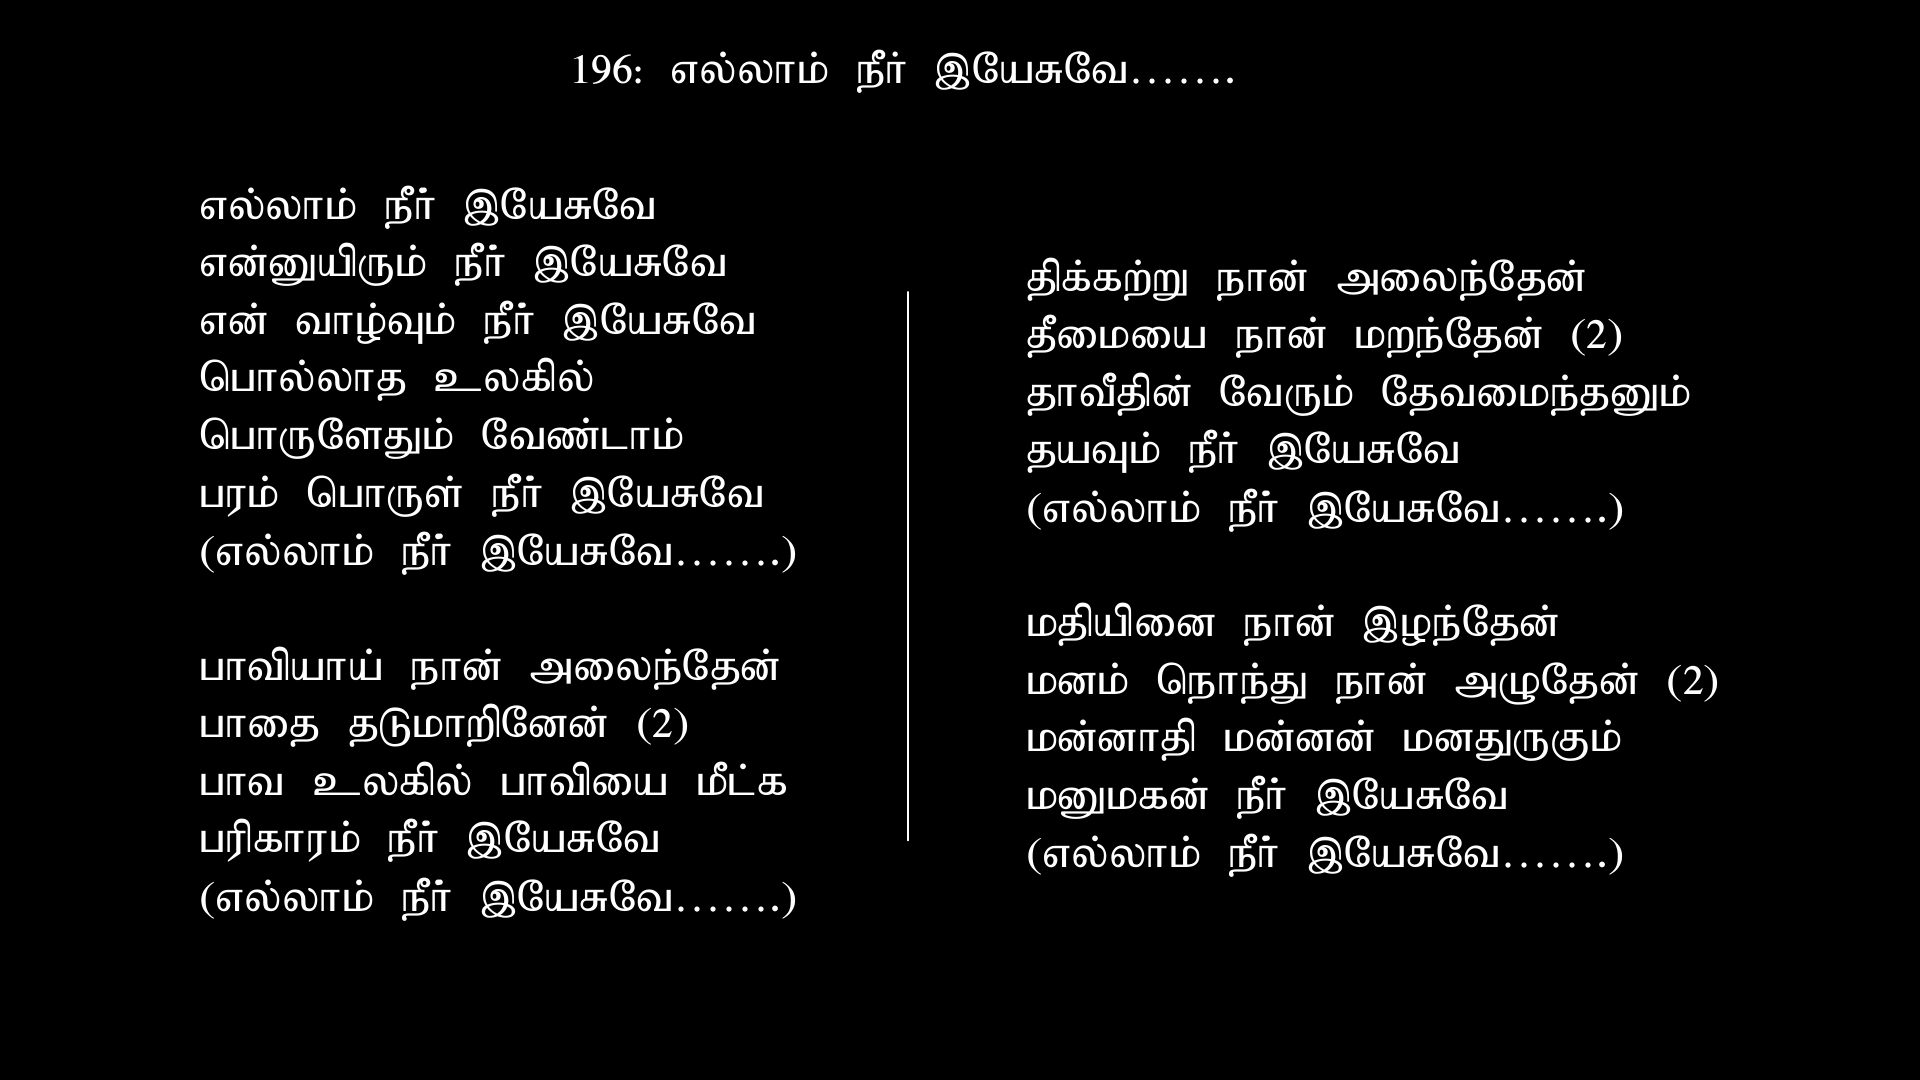 196: எல்லாம் நீர் இயேசுவே…….
எல்லாம் நீர் இயேசுவே
என்னுயிரும் நீர் இயேசுவே
என் வாழ்வும் நீர் இயேசுவே
பொல்லாத உலகில்
பொருளேதும் வேண்டாம்
பரம் பொருள் நீர் இயேசுவே
(எல்லாம் நீர் இயேசுவே…….)
பாவியாய் நான் அலைந்தேன்
பாதை தடுமாறினேன் (2)
பாவ உலகில் பாவியை மீட்க
பரிகாரம் நீர் இயேசுவே
(எல்லாம் நீர் இயேசுவே…….)
திக்கற்று நான் அலைந்தேன்
தீமையை நான் மறந்தேன் (2)
தாவீதின் வேரும் தேவமைந்தனும்
தயவும் நீர் இயேசுவே
(எல்லாம் நீர் இயேசுவே…….)
மதியினை நான் இழந்தேன்
மனம் நொந்து நான் அழுதேன் (2)
மன்னாதி மன்னன் மனதுருகும்
மனுமகன் நீர் இயேசுவே
(எல்லாம் நீர் இயேசுவே…….)